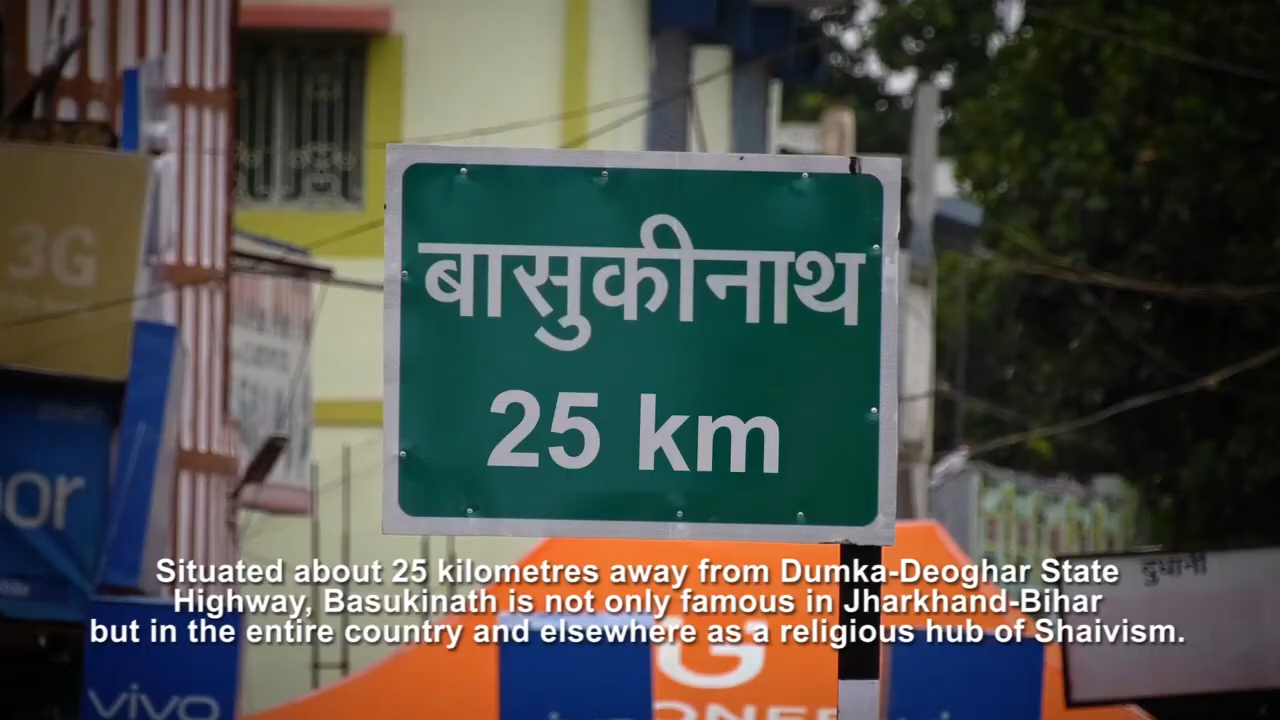 3G
बासुकीनाथ
25 km
or
Situated about 25 kilometres away from Dumka-Deoghar State
Highway, Basukinath is not only famous in Jharkhand-Bihar
but in the entire country and elsewhere as a religious hub of Shaivism.
दुधानी
G
vivo